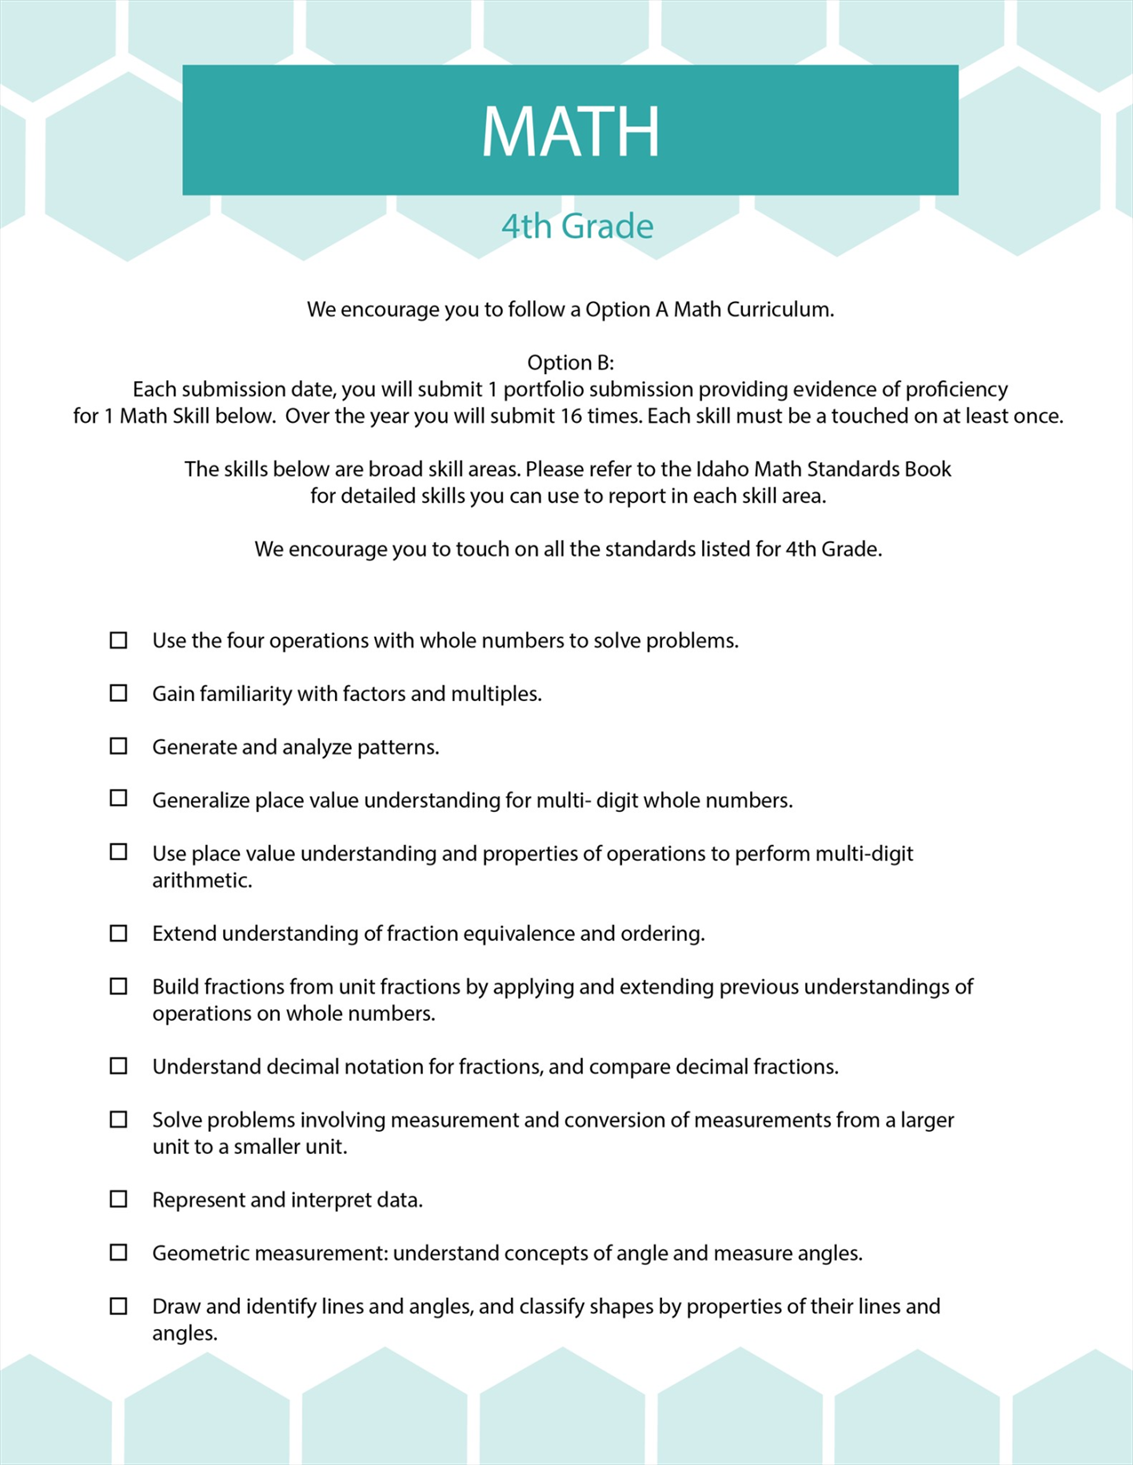 MATH
4th Grade
We encourage you to follow a Option A Math Curriculum.
Option B:
Each submission date, you will submit 1 portfolio submission providing evidence of proficiency
for 1 Math Skill below.  Over the year you will submit 16 times. Each skill must be a touched on at least once.
The skills below are broad skill areas. Please refer to the Idaho Math Standards Book
for detailed skills you can use to report in each skill area.
We encourage you to touch on all the standards listed for 4th Grade.
Use the four operations with whole numbers to solve problems.
Gain familiarity with factors and multiples.
Generate and analyze patterns.
Generalize place value understanding for multi- digit whole numbers.
Use place value understanding and properties of operations to perform multi-digit
arithmetic.
Extend understanding of fraction equivalence and ordering.
Build fractions from unit fractions by applying and extending previous understandings of
operations on whole numbers.
Understand decimal notation for fractions, and compare decimal fractions.
Solve problems involving measurement and conversion of measurements from a larger
unit to a smaller unit.
Represent and interpret data.
Geometric measurement: understand concepts of angle and measure angles.
Draw and identify lines and angles, and classify shapes by properties of their lines and
angles.